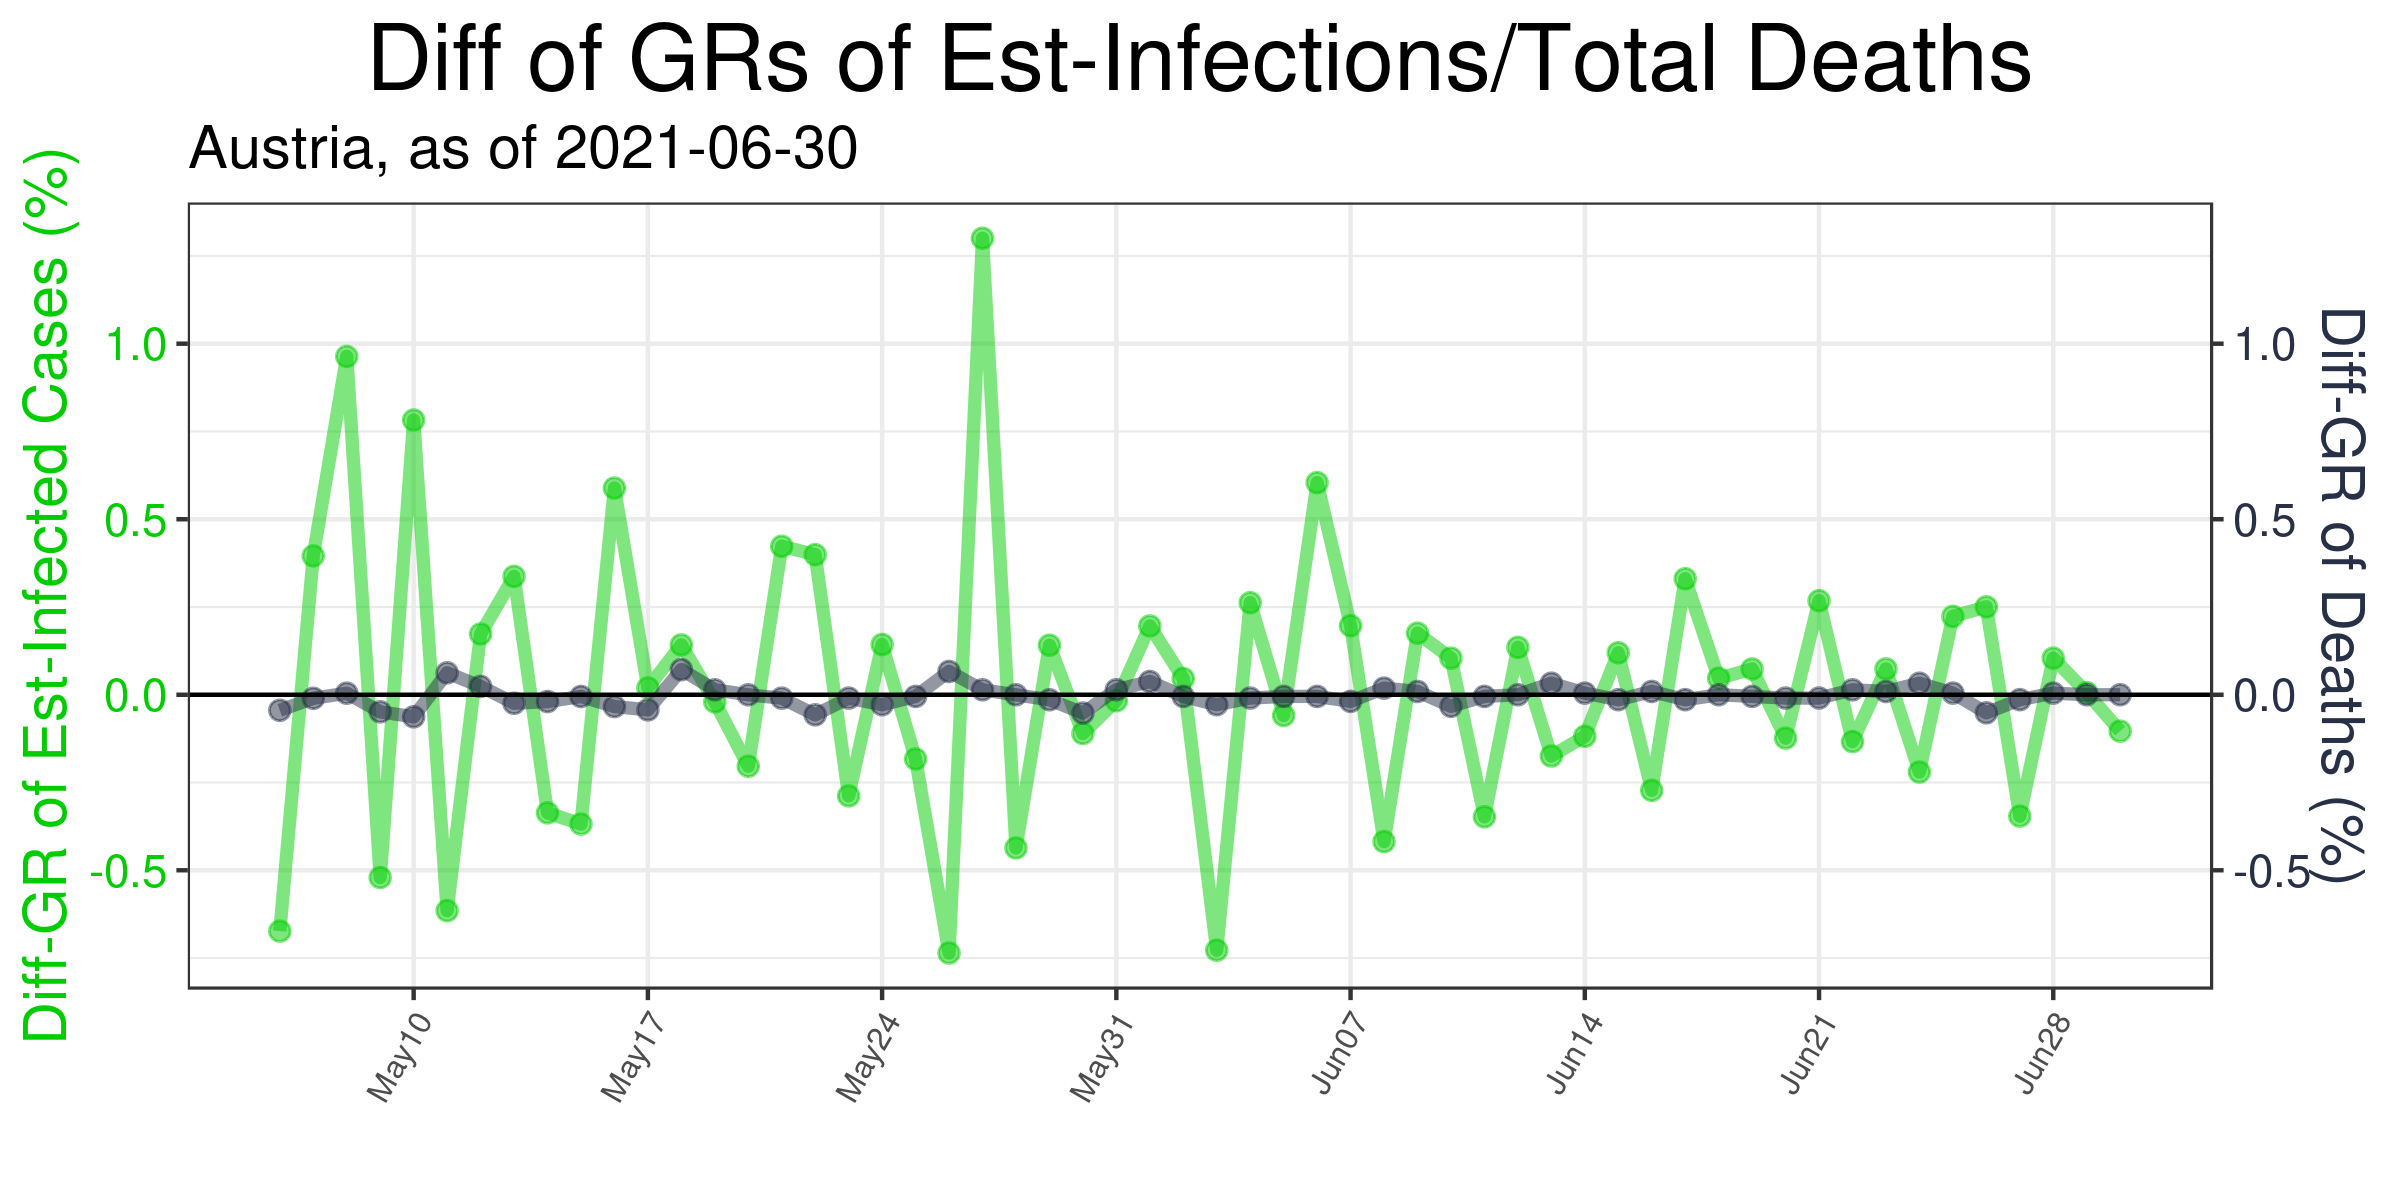 Diff of GRs of Est-Infections/Total Deaths
Austria, as of 2021-06-30
Diff-GR of Est-Infected Cases (%)
1.0
0.5
0.0
-0.5
1.0
0.5
0.0
-0.5
Diff-GR of Deaths (%)
May10
May17
May24
May31
Jun07
Jun14
Jun21
Jun28